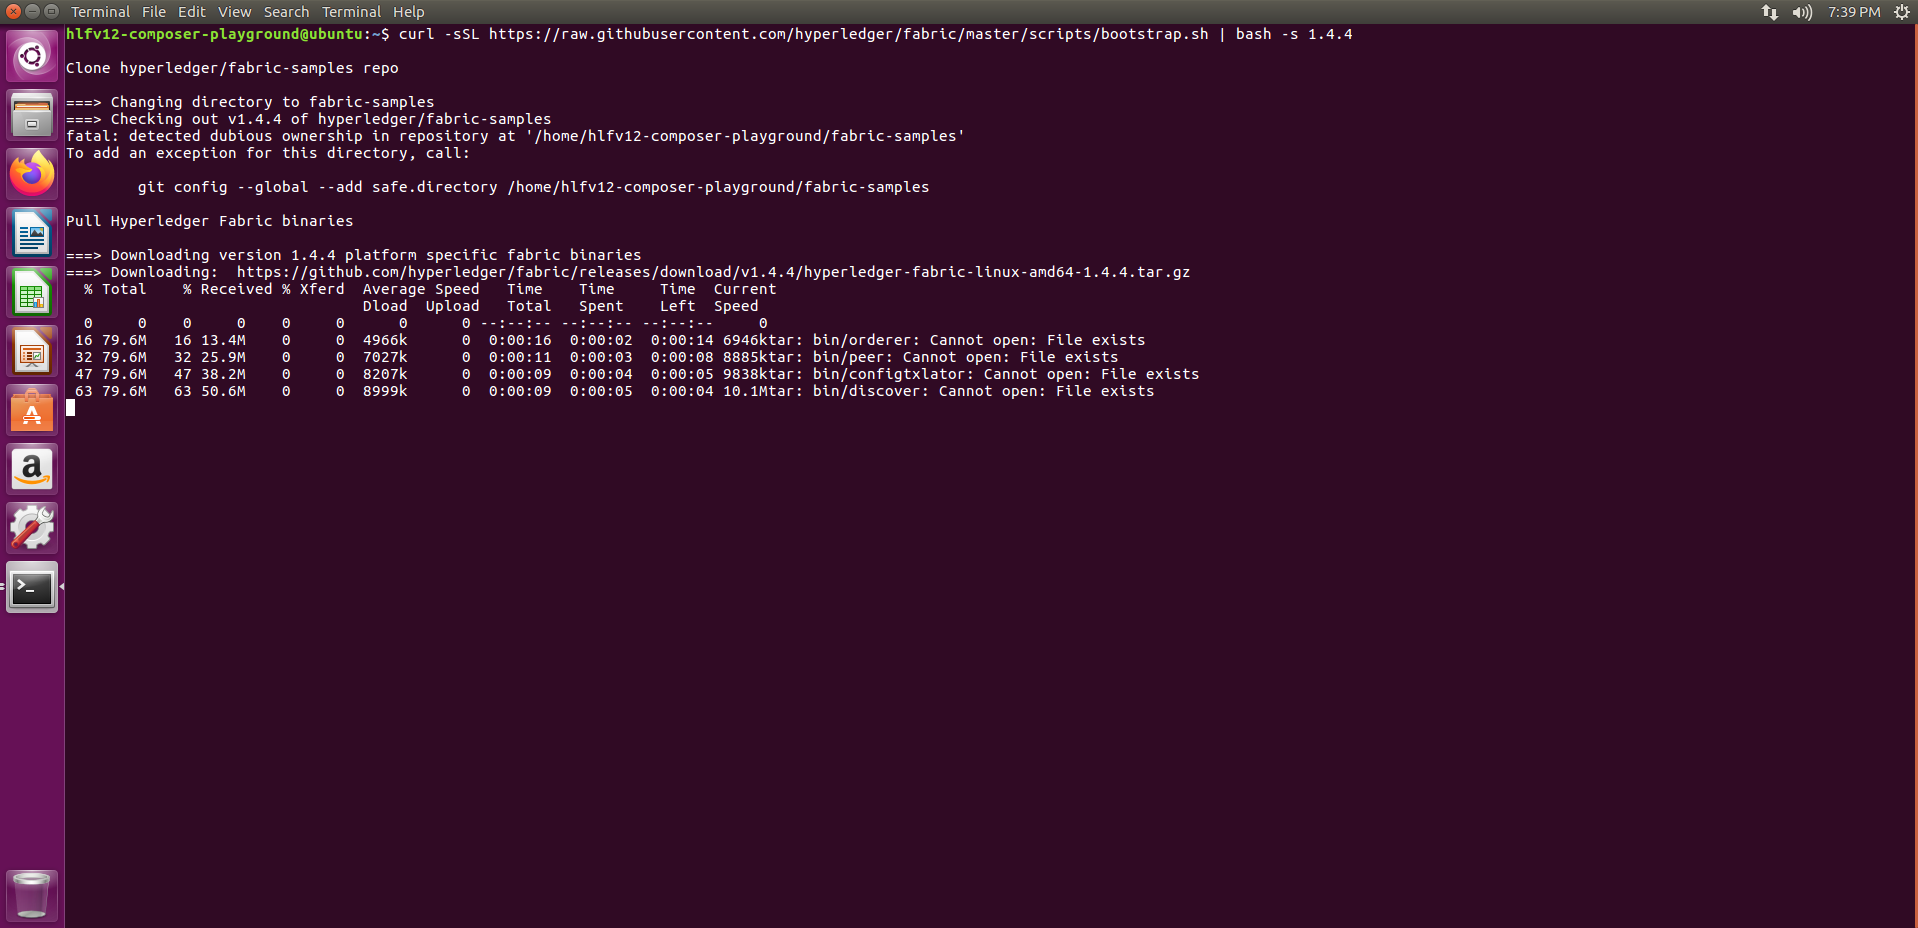 Terminal File Edit View Search Terminal Help 7:39 PM
hlfv12-composer-playground@ubuntu:~$ curl -sSL https://raw.githubusercontent.com/hyperledger/fabric/master/scripts/bootstrap.sh | bash -s 1.4.4
Clone hyperledger/fabric-samples repo
===> Changing directory to fabric-samples
===> Checking out v1.4.4 of hyperledger/fabric-samples
fatal: detected dubious ownership in repository at '/home/hlfv12-composer-playground/fabric-samples'
To add an exception for this directory, call:
git config --global --add safe.directory /home/hlfv12-composer-playground/fabric-samples
Pull Hyperledger Fabric binaries
===> Downloading version 1.4.4 platform specific fabric binaries
===> Downloading:  https://github.com/hyperledger/fabric/releases/download/v1.4.4/hyperledger-fabric-linux-amd64-1.4.4.tar.gz
% Total    % Received % Xferd  Average Speed   Time    Time     Time  Current
Dload  Upload   Total   Spent    Left  Speed
0     0    0     0    0     0      0      0 --:--:-- --:--:-- --:--:--     0
16 79.6M   16 13.4M    0     0  4966k      0  0:00:16  0:00:02  0:00:14 6946ktar: bin/orderer: Cannot open: File exists
32 79.6M   32 25.9M    0     0  7027k      0  0:00:11  0:00:03  0:00:08 8885ktar: bin/peer: Cannot open: File exists
47 79.6M   47 38.2M    0     0  8207k      0  0:00:09  0:00:04  0:00:05 9838ktar: bin/configtxlator: Cannot open: File exists
63 79.6M   63 50.6M    0     0  8999k      0  0:00:09  0:00:05  0:00:04 10.1Mtar: bin/discover: Cannot open: File exists